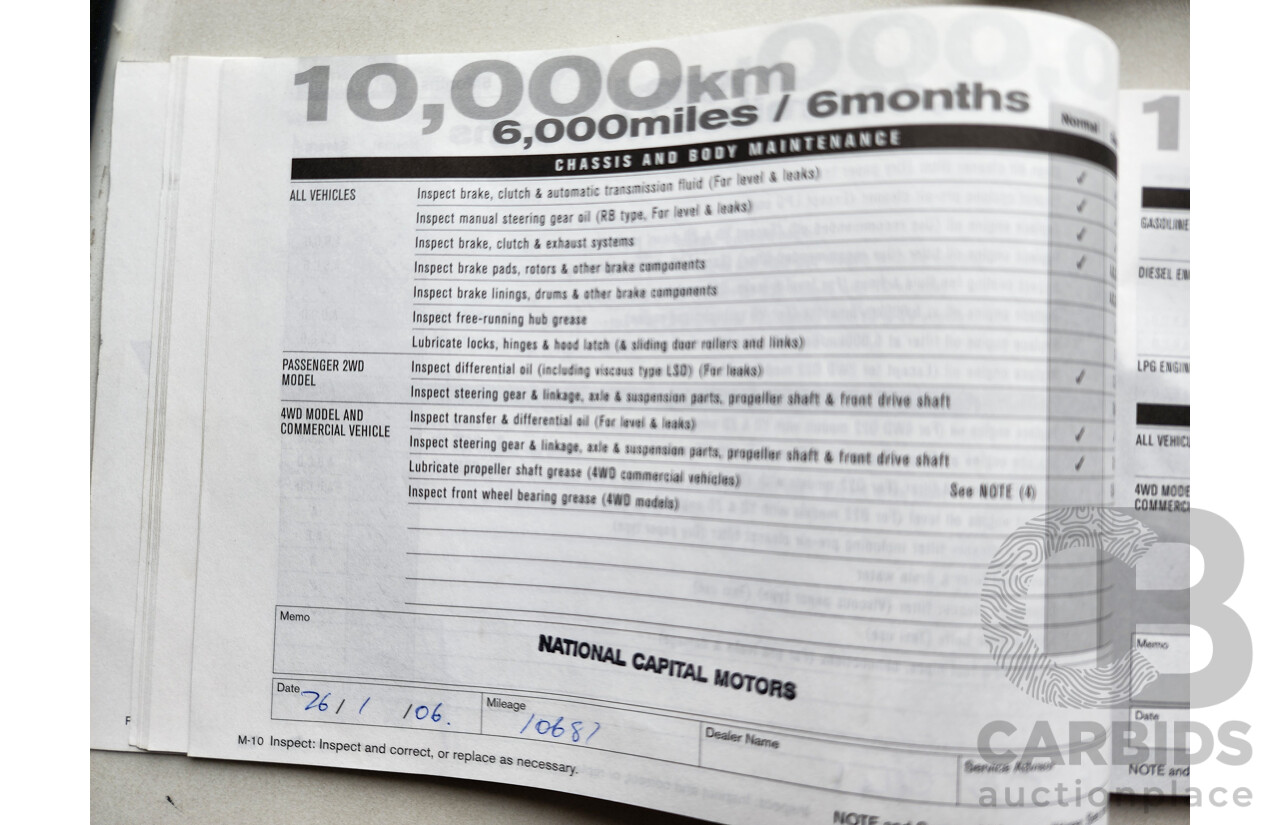 10,000km
6,000miles / 6months
Normal
CHASSIS AND BODY MAINTENANCE
ALL VEHICLES
Inspect brake, clutch & automatic transmission fluid (For level & leaks) ✓
Inspect manual steering gear oil (RB type, For level & leaks) ✓
Inspect brake, clutch & exhaust systems ✓
Inspect brake pads, rotors & other brake components ✓
Inspect brake linings, drums & other brake components
Inspect free-running hub grease
Lubricate locks, hinges & hood latch (& sliding door rollers and links)
PASSENGER 2WD
MODEL
Inspect differential oil (including viscous type LSD) (For leaks) ✓
Inspect steering gear & linkage, axle & suspension parts, propeller shaft & front drive shaft
4WD MODEL AND
COMMERCIAL VEHICLE
Inspect transfer & differential oil (For level & leaks) ✓
Inspect steering gear & linkage, axle & suspension parts, propeller shaft & front drive shaft ✓
Lubricate propeller shaft grease (4WD commercial vehicles) See NOTE (4)
Inspect front wheel bearing grease (4WD models)
Memo
NATIONAL CAPITAL MOTORS
Date 26/1/06.
Mileage 10687
Dealer Name
Service Advisor
M-10 Inspect: Inspect and correct, or replace as necessary.
NOTE and
F
1
GASOLINE
DIESEL EN
LPG ENGIN
ALL VEHICL
4WD MODE
COMMERC
Memo
Date
NOTE and
CB
CARBIDS
auctionplace